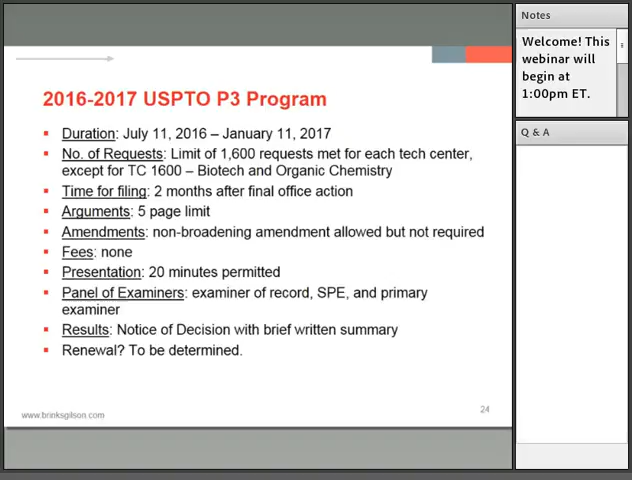 2016-2017 USPTO P3 Program
▪ Duration: July 11, 2016 – January 11, 2017
▪ No. of Requests: Limit of 1,600 requests met for each tech center,
except for TC 1600 – Biotech and Organic Chemistry
▪ Time for filing: 2 months after final office action
▪ Arguments: 5 page limit
▪ Amendments: non-broadening amendment allowed but not required
▪ Fees: none
▪ Presentation: 20 minutes permitted
▪ Panel of Examiners: examiner of record, SPE, and primary
examiner
▪ Results: Notice of Decision with brief written summary
▪ Renewal? To be determined.
www.brinksgilson.com
24
Notes
Welcome! This
webinar will
begin at
1:00pm ET.
Q & A